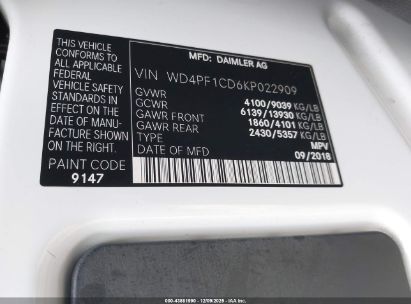 THIS VEHICLE
CONFORMS TO
ALL APPLICABLE
FEDERAL
VEHICLE SAFETY
STANDARDS IN
EFFECT ON THE
DATE OF MANU-
FACTURE SHOWN
ON THE RIGHT.
PAINT CODE
9147
MFD: DAIMLER AG
VIN WD4PF1CD6KP022909
GVWR 4100/9039 KG/LB
GCWR 6139/13930 KG/LB
GAWR FRONT 1860/4101 KG/LB
GAWR REAR 2430/5357 KG/LB
TYPE MPV
DATE OF MFD 09/2018